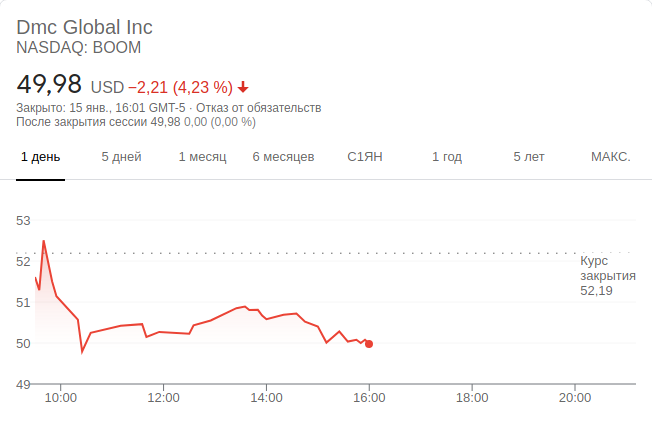 Dmc Global Inc
NASDAQ: BOOM
49,98 USD −2,21 (4,23 %)
Закрыто: 15 янв., 16:01 GMT-5 · Отказ от обязательств
После закрытия сессии 49,98 0,00 (0,00 %)
1 день 5 дней 1 месяц 6 месяцев С1ЯН 1 год 5 лет МАКС.
53
52
51
50
49
Курс
закрытия
52,19
10:00 12:00 14:00 16:00 18:00 20:00